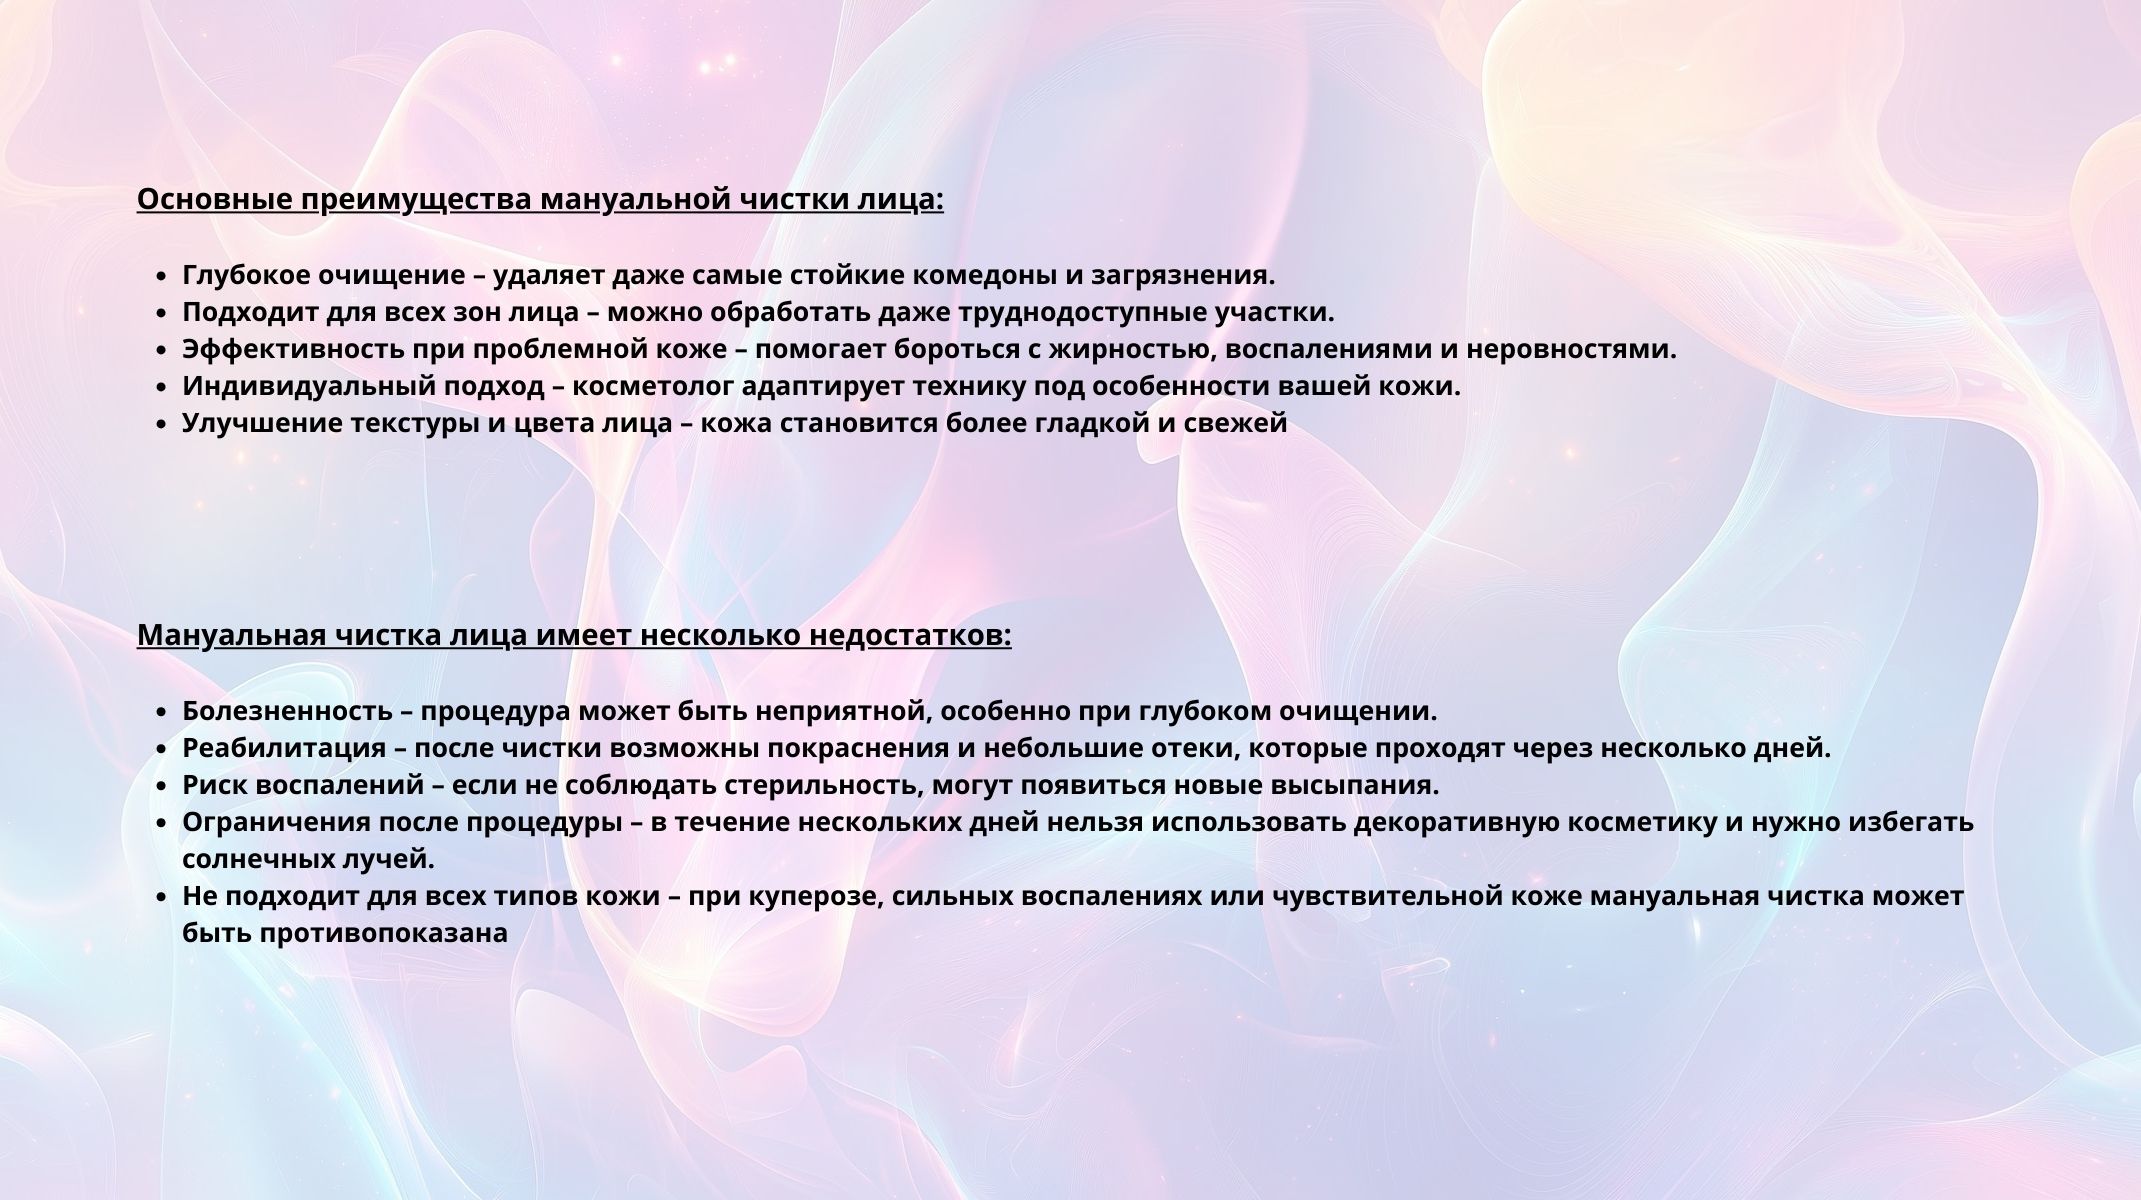 Основные преимущества мануальной чистки лица:
• Глубокое очищение – удаляет даже самые стойкие комедоны и загрязнения.
• Подходит для всех зон лица – можно обработать даже труднодоступные участки.
• Эффективность при проблемной коже – помогает бороться с жирностью, воспалениями и неровностями.
• Индивидуальный подход – косметолог адаптирует технику под особенности вашей кожи.
• Улучшение текстуры и цвета лица – кожа становится более гладкой и свежей
Мануальная чистка лица имеет несколько недостатков:
• Болезненность – процедура может быть неприятной, особенно при глубоком очищении.
• Реабилитация – после чистки возможны покраснения и небольшие отеки, которые проходят через несколько дней.
• Риск воспалений – если не соблюдать стерильность, могут появиться новые высыпания.
• Ограничения после процедуры – в течение нескольких дней нельзя использовать декоративную косметику и нужно избегать
солнечных лучей.
• Не подходит для всех типов кожи – при куперозе, сильных воспалениях или чувствительной коже мануальная чистка может
быть противопоказана